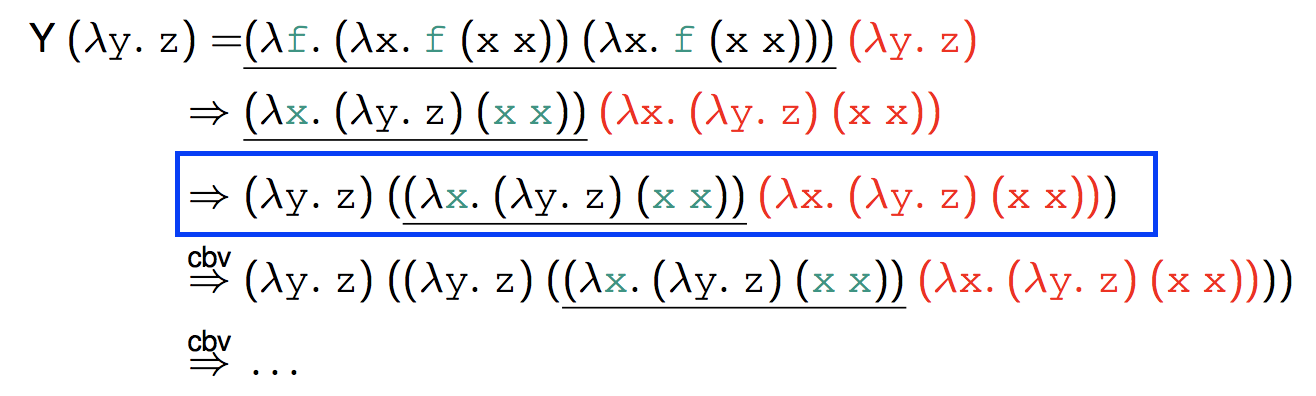 Y (λy. z) =(λf. (λx. f (x x)) (λx. f (x x))) (λy. z)
⇒ (λx. (λy. z) (x x)) (λx. (λy. z) (x x))
⇒ (λy. z) ((λx. (λy. z) (x x)) (λx. (λy. z) (x x)))
cbv⇒ (λy. z) ((λy. z) ((λx. (λy. z) (x x)) (λx. (λy. z) (x x))))
cbv⇒ ...